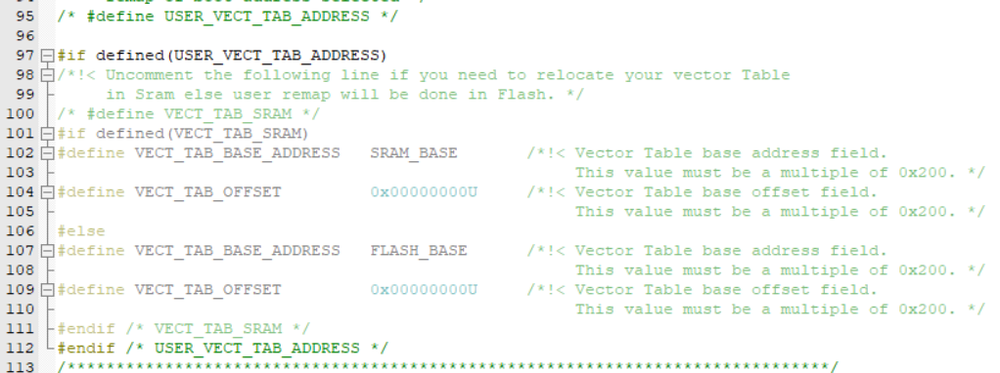 95 /* #define USER_VECT_TAB_ADDRESS */
96
97 #if defined(USER_VECT_TAB_ADDRESS)
98 /*!< Uncomment the following line if you need to relocate your vector Table
99 in Sram else user remap will be done in Flash. */
100 /* #define VECT_TAB_SRAM */
101 #if defined(VECT_TAB_SRAM)
102 #define VECT_TAB_BASE_ADDRESS SRAM_BASE /*!< Vector Table base address field.
103 This value must be a multiple of 0x200. */
104 #define VECT_TAB_OFFSET 0x00000000U /*!< Vector Table base offset field.
105 This value must be a multiple of 0x200. */
106 #else
107 #define VECT_TAB_BASE_ADDRESS FLASH_BASE /*!< Vector Table base address field.
108 This value must be a multiple of 0x200. */
109 #define VECT_TAB_OFFSET 0x00000000U /*!< Vector Table base offset field.
110 This value must be a multiple of 0x200. */
111 #endif /* VECT_TAB_SRAM */
112 #endif /* USER_VECT_TAB_ADDRESS */
113 /******************************************************************************/